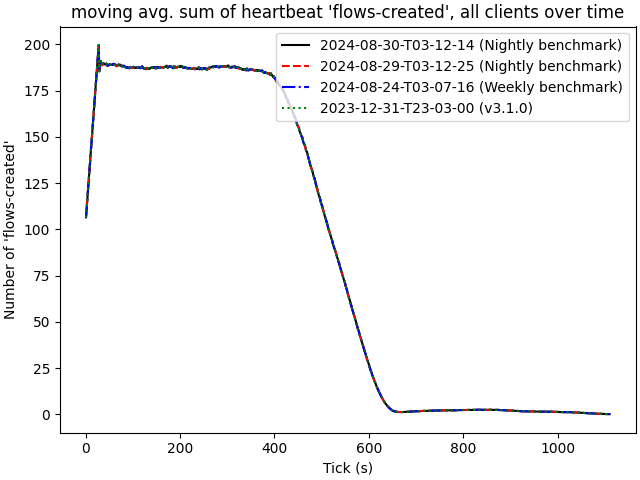 moving avg. sum of heartbeat 'flows-created', all clients over time
2024-08-30-T03-12-14 (Nightly benchmark)
2024-08-29-T03-12-25 (Nightly benchmark)
2024-08-24-T03-07-16 (Weekly benchmark)
2023-12-31-T23-03-00 (v3.1.0)
Number of 'flows-created'
200
175
150
125
100
75
50
25
0
0 200 400 600 800 1000
Tick (s)